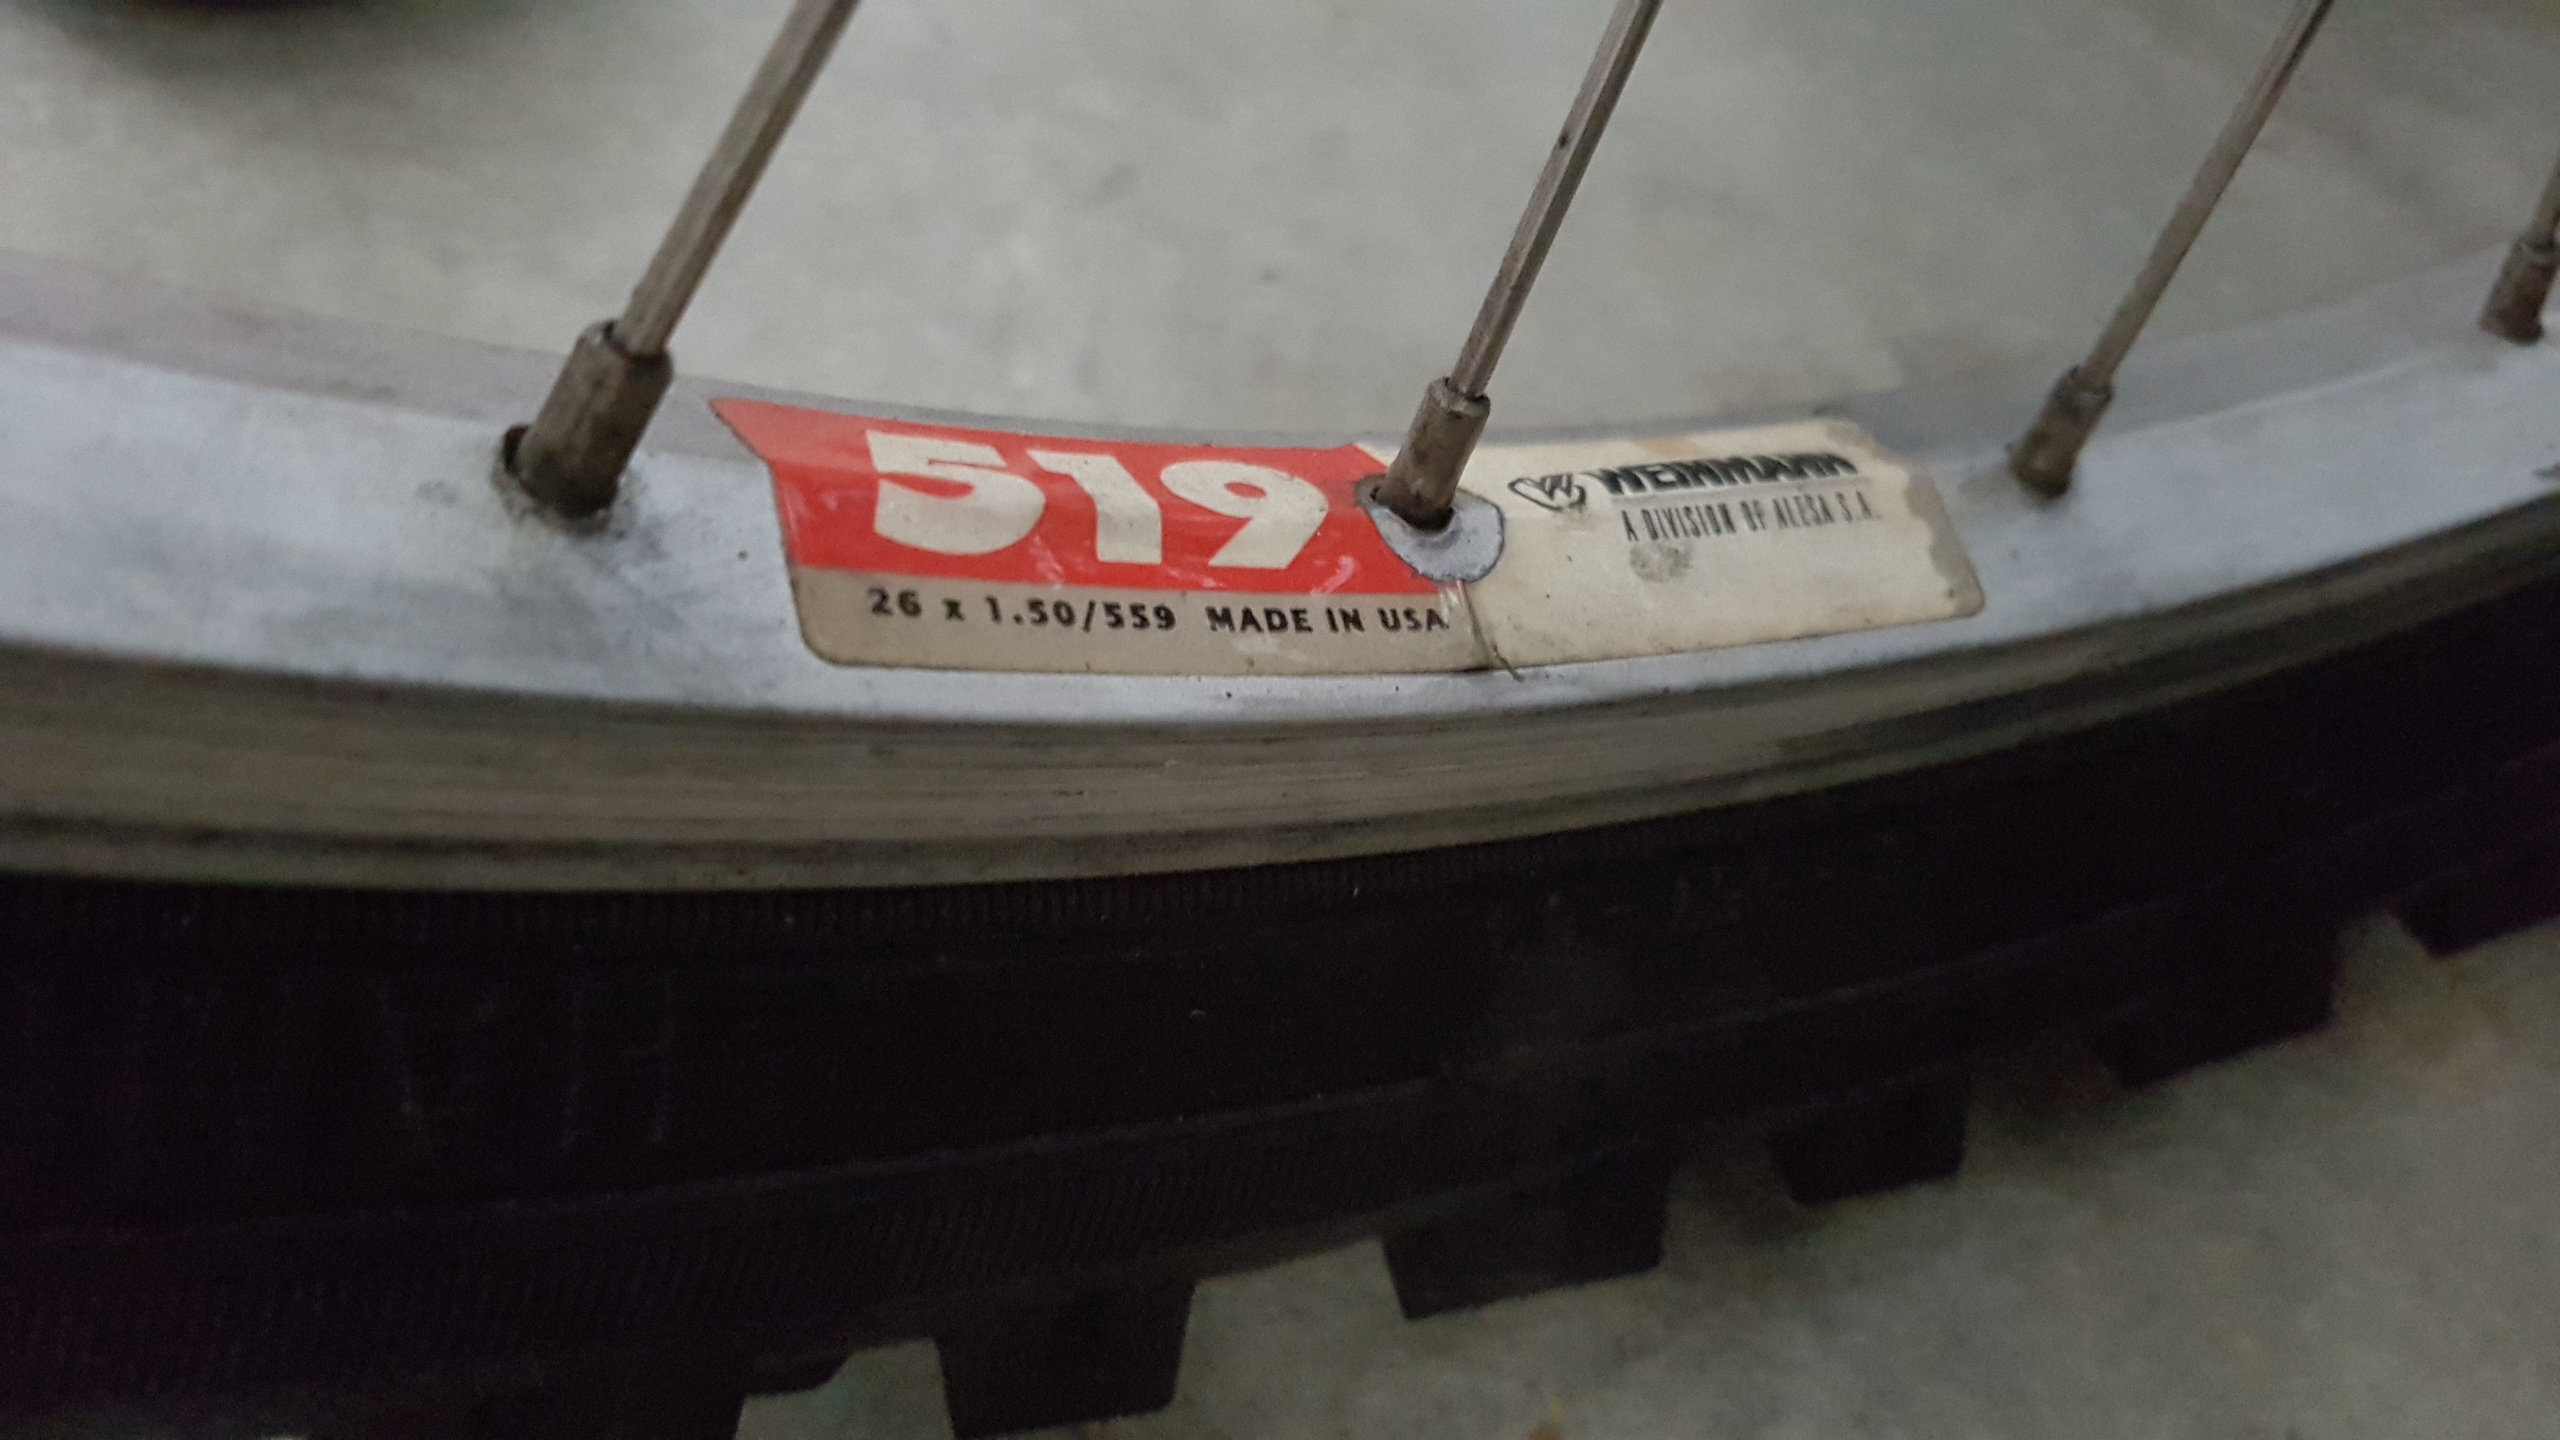 519
26 x 1.50/559 MADE IN USA
WEINMANN
A DIVISION OF ALESA S.A.